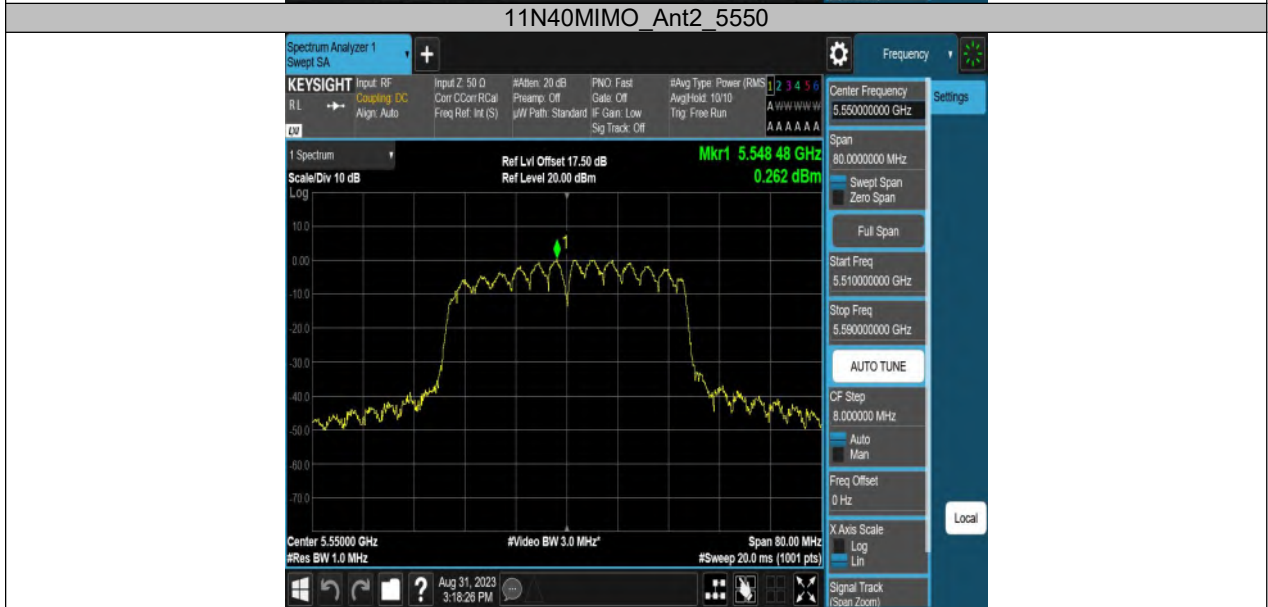 11N40MIMO_Ant2_5550
Spectrum Analyzer 1
Swept SA
Frequency
KEYSIGHT
RL
LXI
Input: RF
Coupling: DC
Align: Auto
Input Z: 50 Ω
Corr CCorr RCal
Freq Ref: Int (S)
#Atten: 20 dB
Preamp: Off
µW Path: Standard
PNO: Fast
Gate: Off
IF Gain: Low
Sig Track: Off
#Avg Type: Power (RMS
Avg|Hold: 10/10
Trig: Free Run
1 2 3 4 5 6
A W W W W W
A A A A A A
1 Spectrum
Scale/Div 10 dB
Log
Ref Lvl Offset 17.50 dB
Ref Level 20.00 dBm
Mkr1 5.548 48 GHz
0.262 dBm
10.0
0.00
-10.0
-20.0
-30.0
-40.0
-50.0
-60.0
-70.0
1
Center 5.55000 GHz
#Res BW 1.0 MHz
#Video BW 3.0 MHz*
Span 80.00 MHz
#Sweep 20.0 ms (1001 pts)
?
Aug 31, 2023
3:18:26 PM
Center Frequency
5.550000000 GHz
Settings
Span
80.0000000 MHz
Swept Span
Zero Span
Full Span
Start Freq
5.510000000 GHz
Stop Freq
5.590000000 GHz
AUTO TUNE
CF Step
8.000000 MHz
Auto
Man
Freq Offset
0 Hz
X Axis Scale
Log
Lin
Local
Signal Track
(Span Zoom)